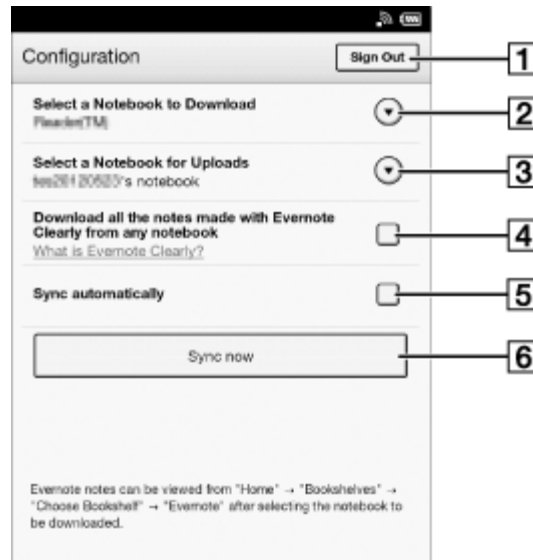 Configuration
Sign Out
1
Select a Notebook to Download
2
Select a Notebook for Uploads
's notebook
3
Download all the notes made with Evernote
Clearly from any notebook
What is Evernote Clearly?
4
Sync automatically
5
Sync now
6
Evernote notes can be viewed from "Home" → "Bookshelves" →
"Choose Bookshelf" → "Evernote" after selecting the notebook to
be downloaded.